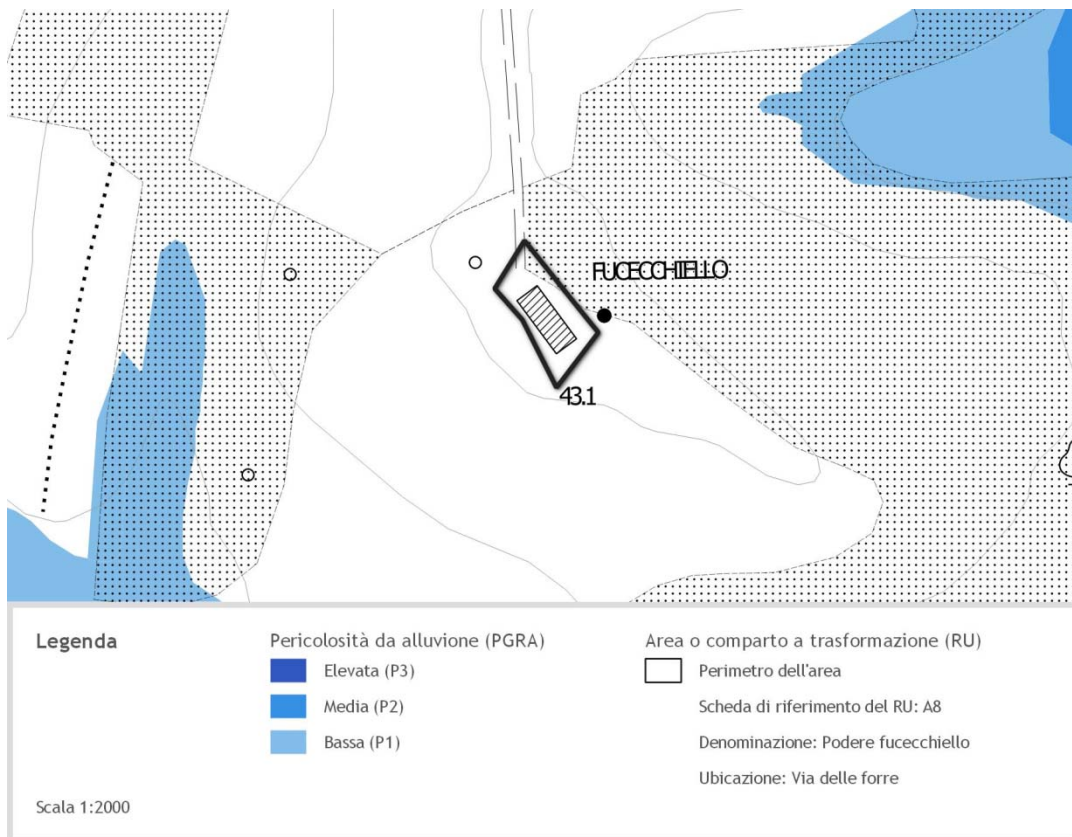 FUCECCHIELLO
43.1
Legenda
Pericolosità da alluvione (PGRA)
Elevata (P3)
Media (P2)
Bassa (P1)
Area o comparto a trasformazione (RU)
Perimetro dell'area
Scheda di riferimento del RU: A8
Denominazione: Podere fucecchiello
Ubicazione: Via delle forre
Scala 1:2000